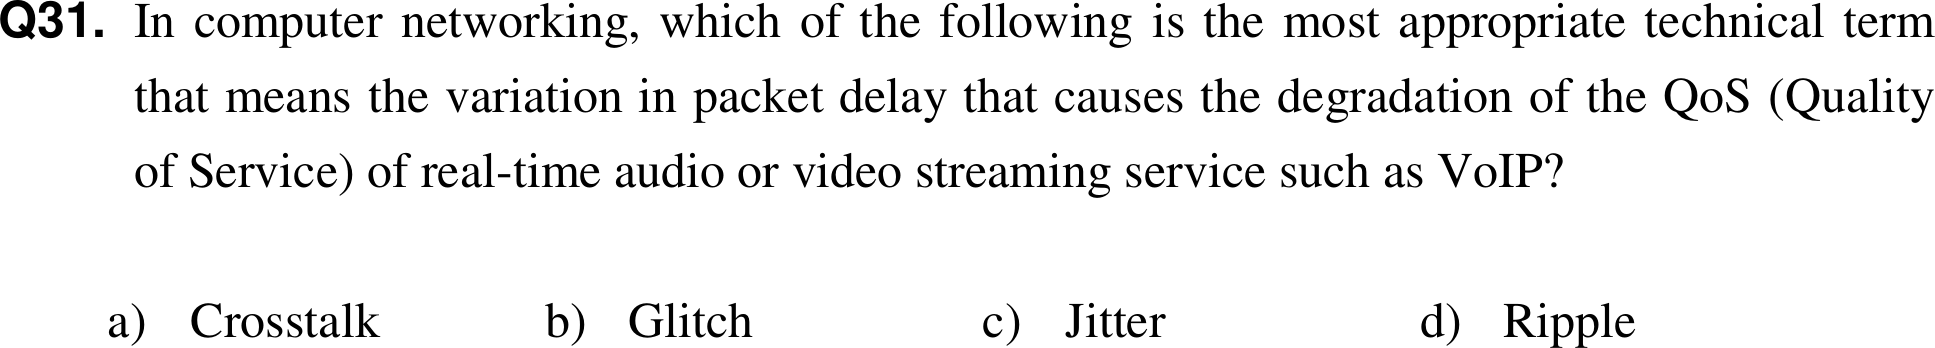 Q31. In computer networking, which of the following is the most appropriate technical term
that means the variation in packet delay that causes the degradation of the QoS (Quality
of Service) of real-time audio or video streaming service such as VoIP?
a) Crosstalk b) Glitch c) Jitter d) Ripple